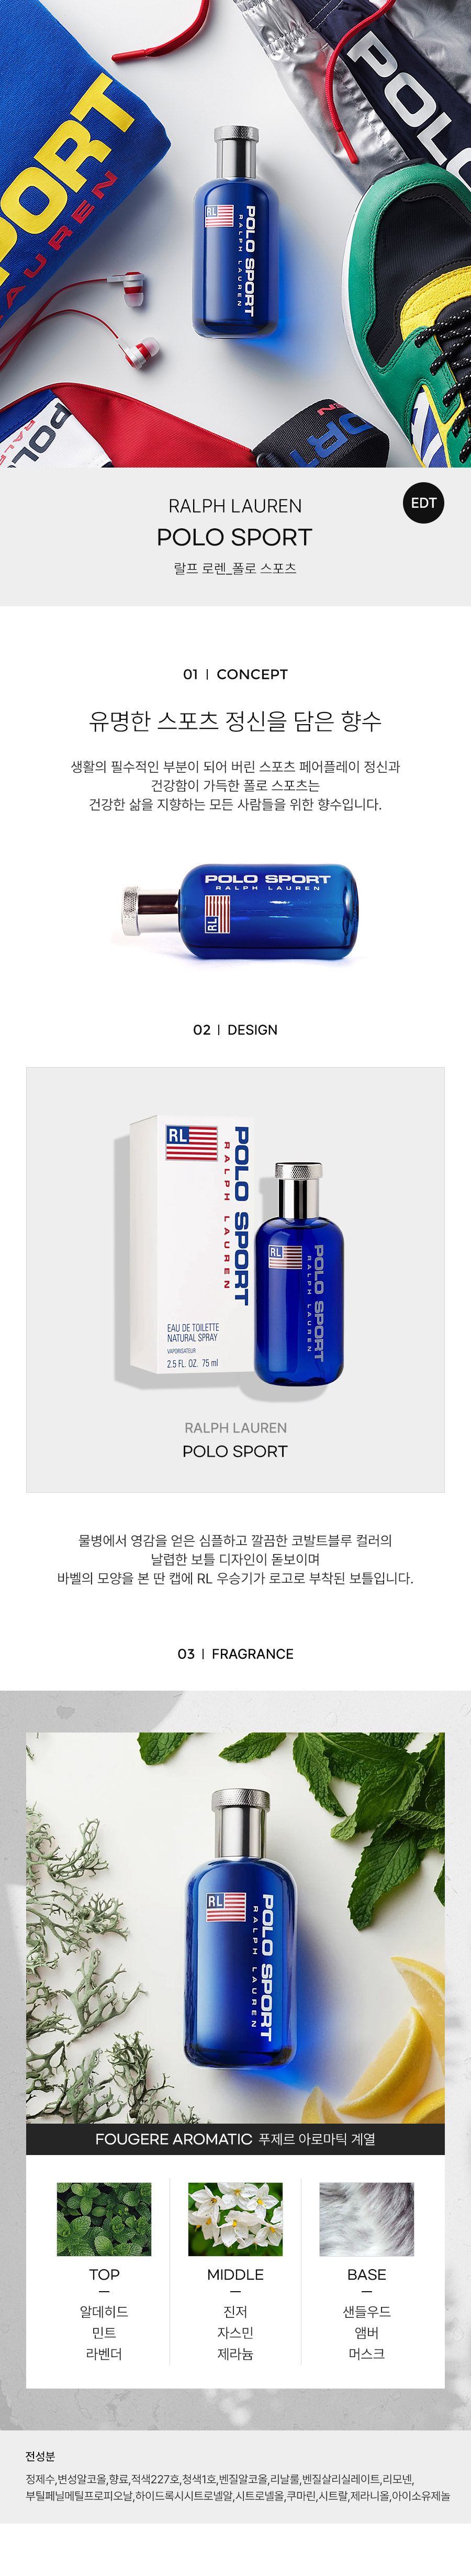 SPORT
LAUREN
POLO
RL
POLO SPORT
RALPH LAUREN
POLO
RALPH
SPORT
EDT
RALPH LAUREN
POLO SPORT
랄프 로렌_폴로 스포츠
01 | CONCEPT
유명한 스포츠 정신을 담은 향수
생활의 필수적인 부분이 되어 버린 스포츠 페어플레이 정신과
건강함이 가득한 폴로 스포츠는
건강한 삶을 지향하는 모든 사람들을 위한 향수입니다.
POLO SPORT
RALPH LAUREN
RL
02 | DESIGN
RL
POLO SPORT
RALPH LAUREN
EAU DE TOILETTE
NATURAL SPRAY
VAPORISATEUR
2.5 FL. OZ. 75 ml
RL
POLO SPORT
RALPH LAUREN
RALPH LAUREN
POLO SPORT
물병에서 영감을 얻은 심플하고 깔끔한 코발트블루 컬러의
날렵한 보틀 디자인이 돋보이며
바벨의 모양을 본 딴 캡에 RL 우승기가 로고로 부착된 보틀입니다.
03 | FRAGRANCE
RL
POLO SPORT
RALPH LAUREN
FOUGERE AROMATIC 푸제르 아로마틱 계열
TOP
알데히드
민트
라벤더
MIDDLE
진저
자스민
제라늄
BASE
샌들우드
앰버
머스크
전성분
정제수,변성알코올,향료,적색227호,청색1호,벤질알코올,리날룰,벤질살리실레이트,리모넨,
부틸페닐메틸프로피오날,하이드록시시트로넬알,시트로넬올,쿠마린,시트랄,제라니올,아이소유제놀